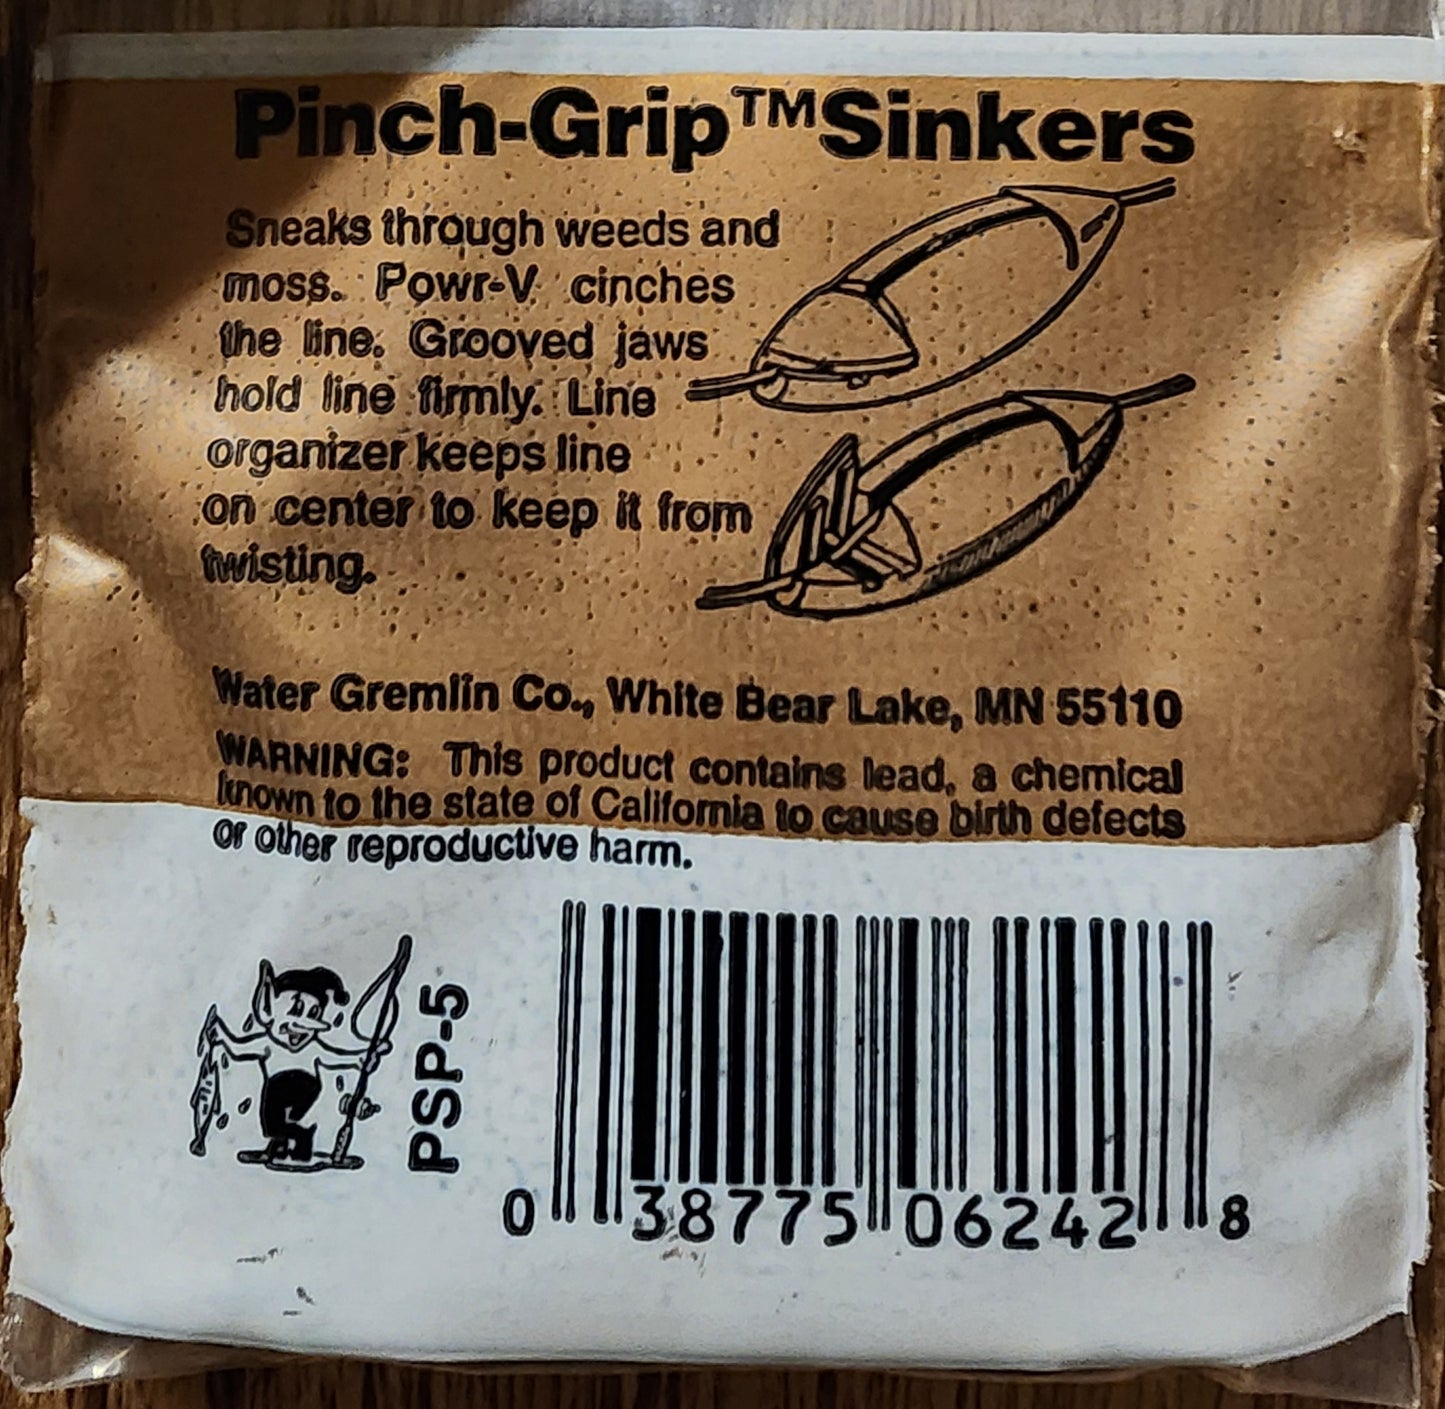 Pinch-Grip™Sinkers
Sneaks through weeds and
moss. Powr-V cinches
the line. Grooved jaws
hold line firmly. Line
organizer keeps line
on center to keep it from
twisting.
Water Gremlin Co., White Bear Lake, MN 55110
WARNING: This product contains lead, a chemical
known to the state of California to cause birth defects
or other reproductive harm.
PSP-5
0 38775 06242 8